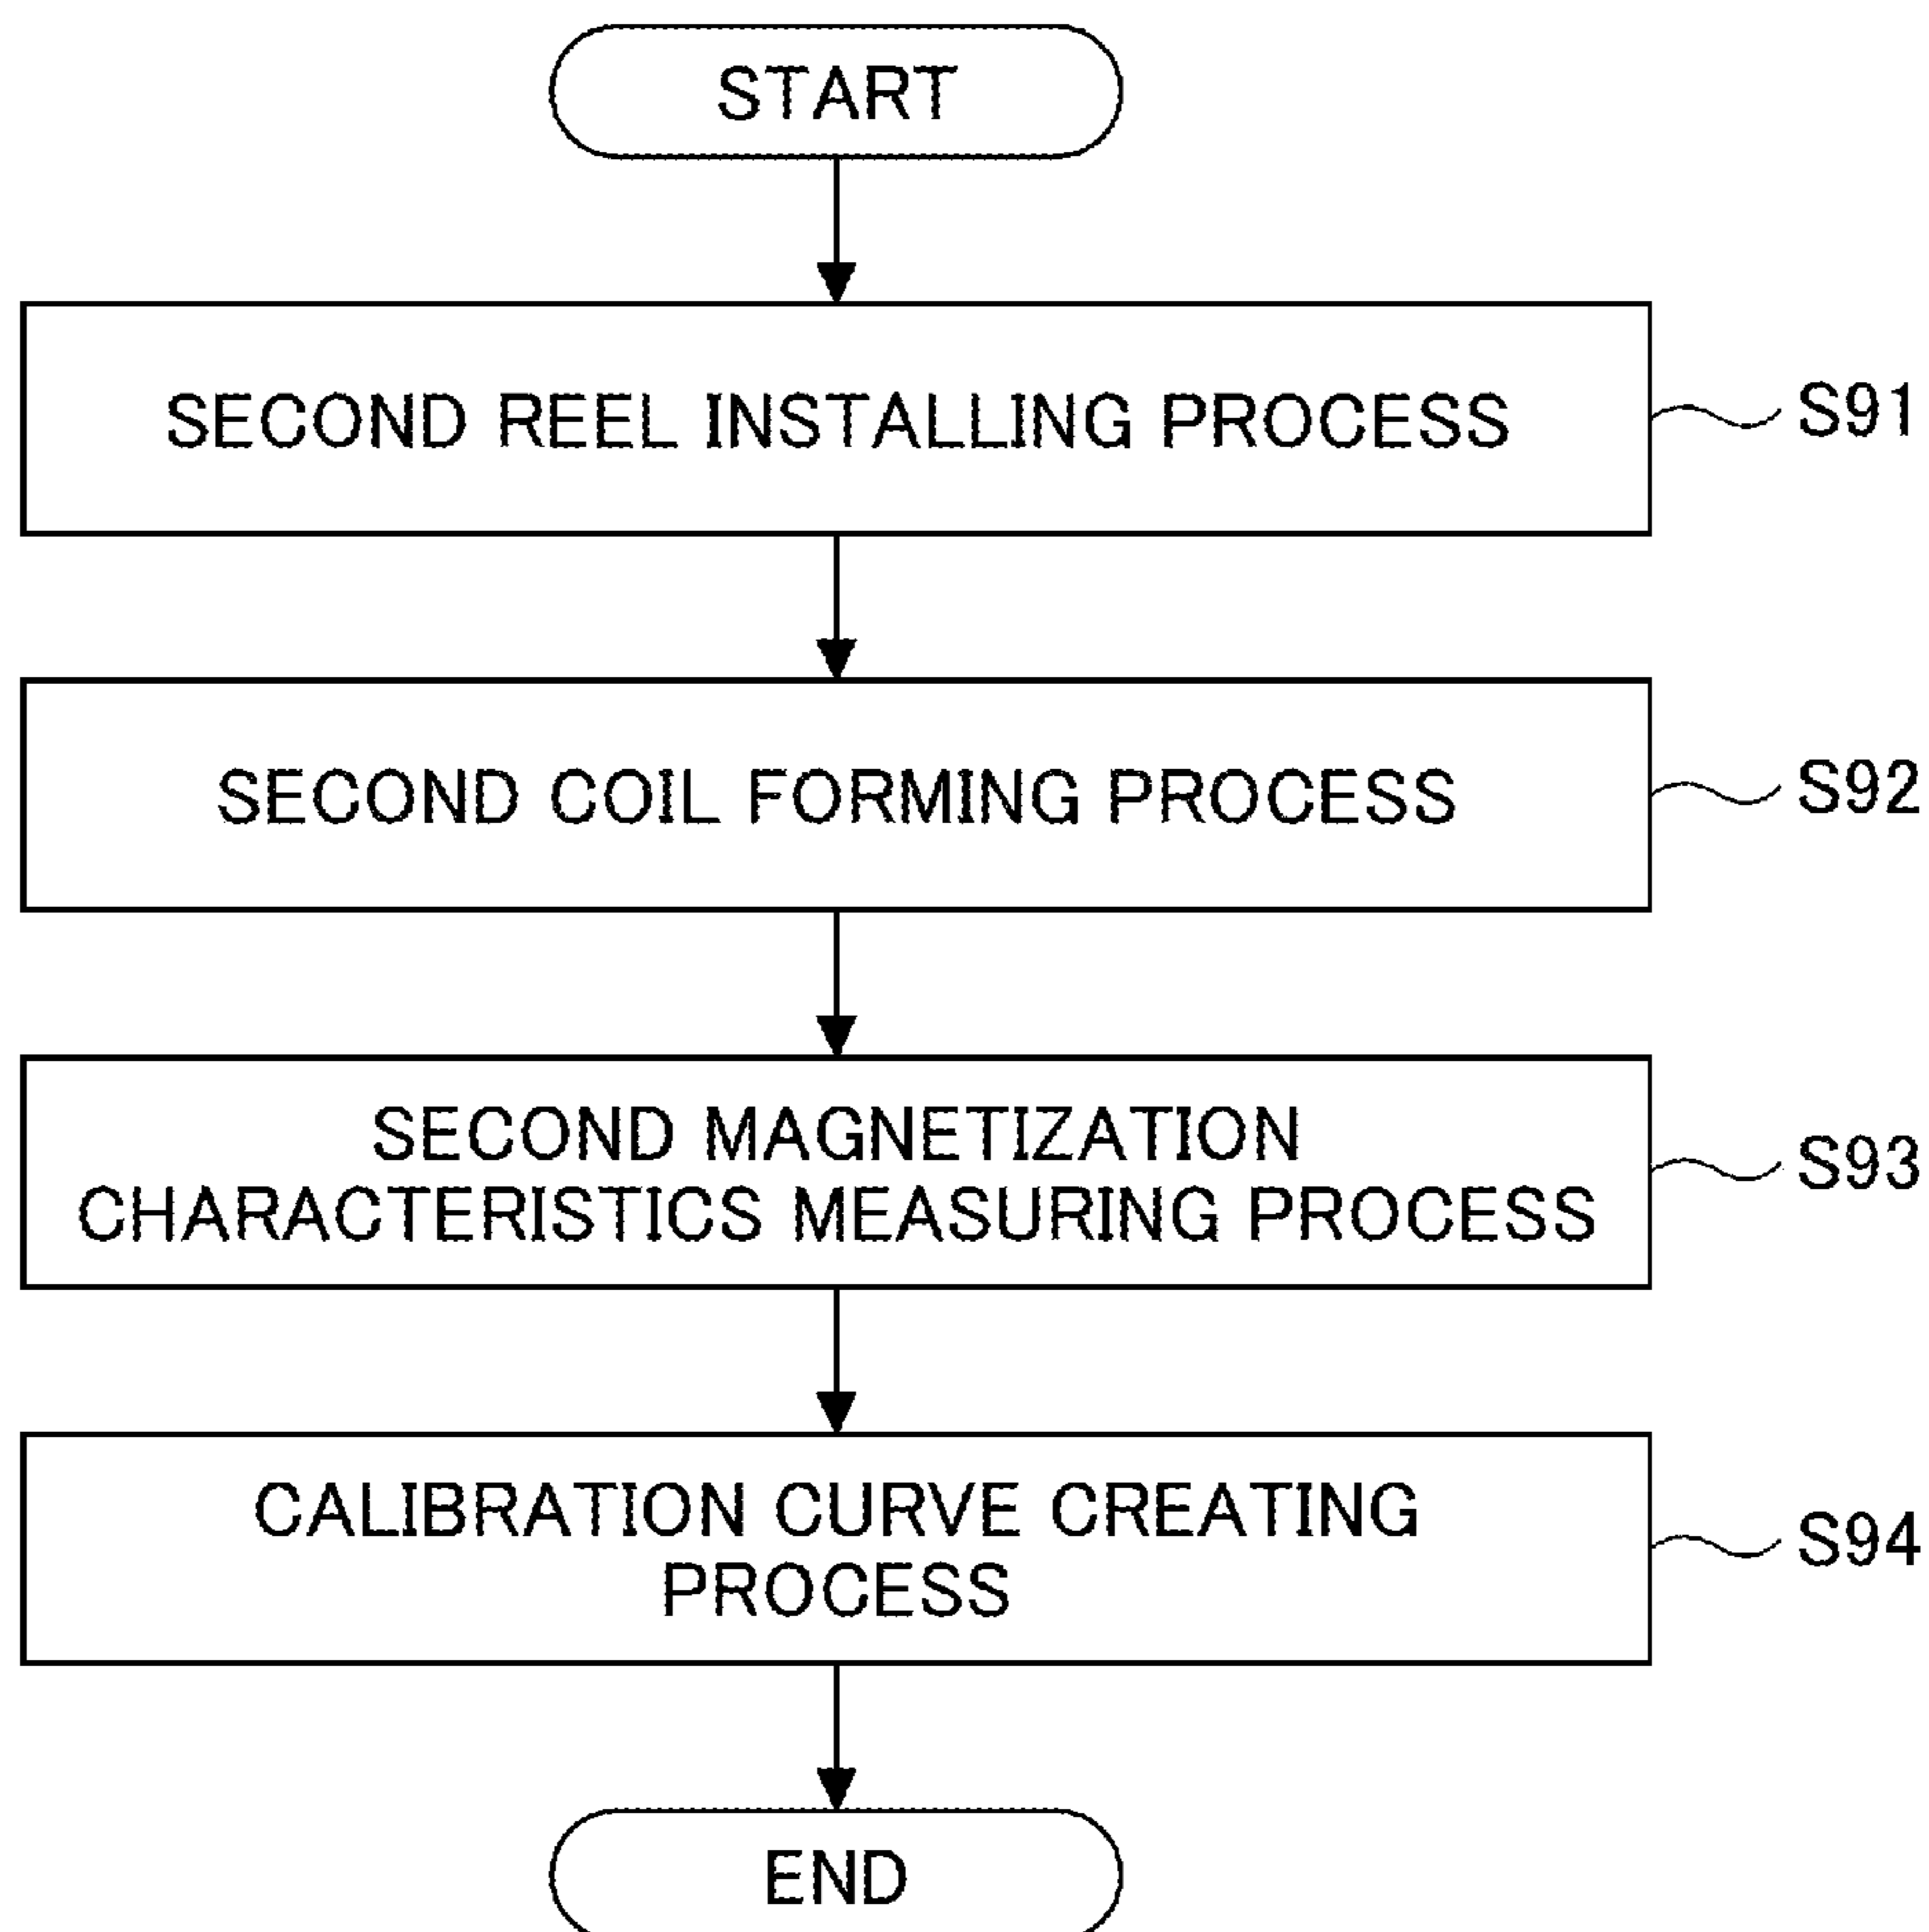 START
SECOND REEL INSTALLING PROCESS
S91
SECOND COIL FORMING PROCESS
S92
SECOND MAGNETIZATION
CHARACTERISTICS MEASURING PROCESS
S93
CALIBRATION CURVE CREATING
PROCESS
S94
END